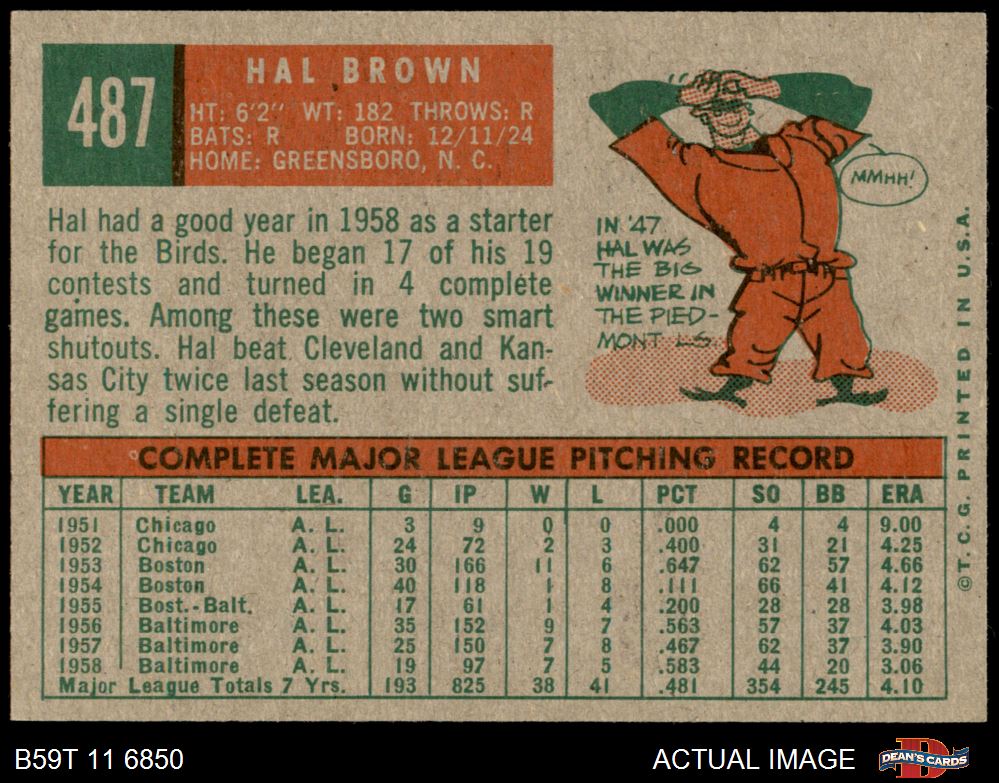 487
HAL BROWN
HT: 6'2" WT: 182 THROWS: R
BATS: R BORN: 12/11/24
HOME: GREENSBORO, N. C.
Hal had a good year in 1958 as a starter
for the Birds. He began 17 of his 19
contests and turned in 4 complete
games. Among these were two smart
shutouts. Hal beat Cleveland and Kan-
sas City twice last season without suf-
fering a single defeat.
MMHH!
IN '47
HAL WAS
THE BIG
WINNER IN
THE PIED-
MONT LS
COMPLETE MAJOR LEAGUE PITCHING RECORD
YEAR TEAM LEA. G IP W L PCT SO BB ERA
1951 Chicago A. L. 3 9 0 0 .000 4 4 9.00
1952 Chicago A. L. 24 72 2 3 .400 31 21 4.25
1953 Boston A. L. 30 166 11 6 .647 62 57 4.66
1954 Boston A. L. 40 118 1 8 .111 66 41 4.12
1955 Bost.-Balt. A. L. 17 61 1 4 .200 28 28 3.98
1956 Baltimore A. L. 35 152 9 7 .563 57 37 4.03
1957 Baltimore A. L. 25 150 7 8 .467 62 37 3.90
1958 Baltimore A. L. 19 97 7 5 .583 44 20 3.06
Major League Totals 7 Yrs. 193 825 38 41 .481 354 245 4.10
©T. C. G. PRINTED IN U.S.A.
B59T 11 6850
ACTUAL IMAGE
DEAN'S CARDS